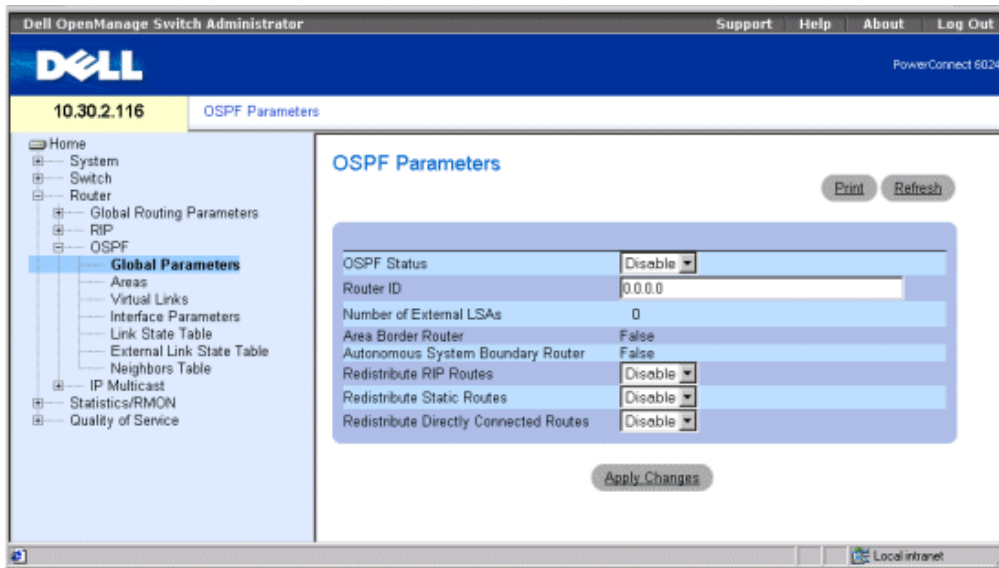 Dell OpenManage Switch Administrator Support Help About Log Out
DELL
PowerConnect 6024
10.30.2.116 OSPF Parameters
Home
System
Switch
Router
Global Routing Parameters
RIP
OSPF
Global Parameters
Areas
Virtual Links
Interface Parameters
Link State Table
External Link State Table
Neighbors Table
IP Multicast
Statistics/RMON
Quality of Service
OSPF Parameters
Print Refresh
OSPF Status Disable
Router ID 0.0.0.0
Number of External LSAs 0
Area Border Router False
Autonomous System Boundary Router False
Redistribute RIP Routes Disable
Redistribute Static Routes Disable
Redistribute Directly Connected Routes Disable
Apply Changes
Local intranet